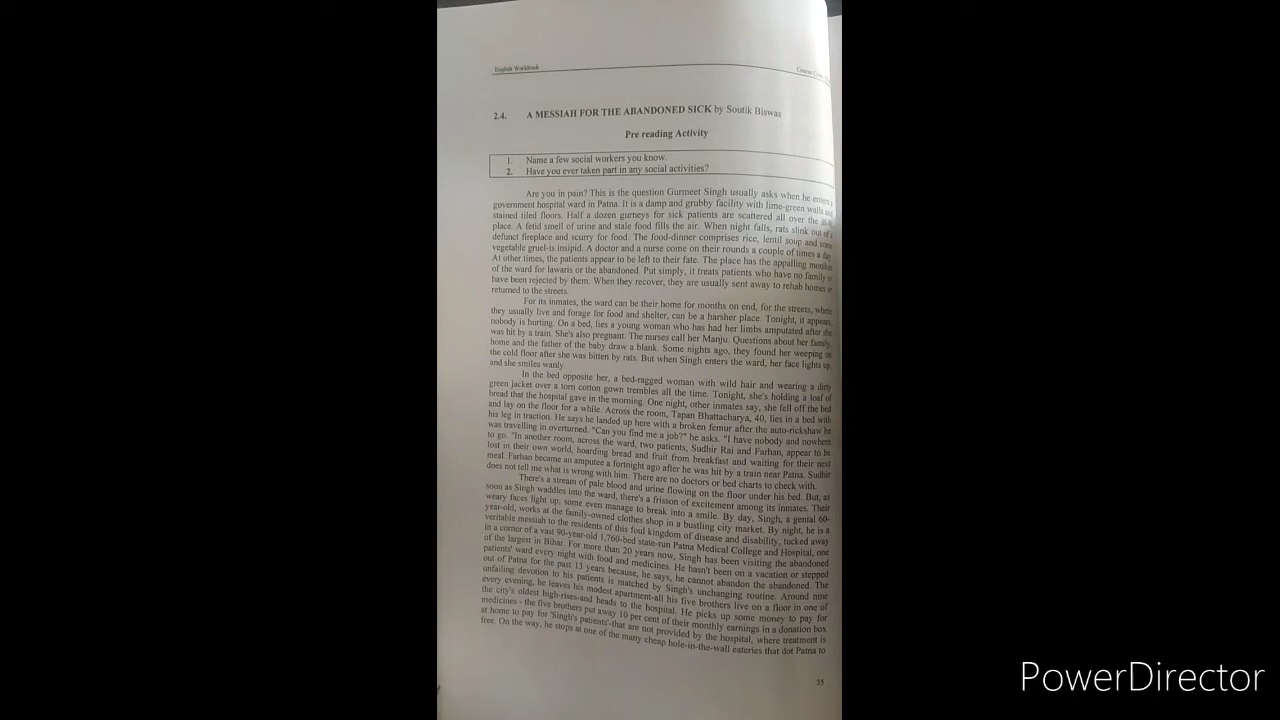 English Workbook
Course Code
2.4. A MESSIAH FOR THE ABANDONED SICK by Soutik Biswas
Pre reading Activity
1. Name a few social workers you know.
2. Have you ever taken part in any social activities?
Are you in pain? This is the question Gurmeet Singh usually asks when he enters a
government hospital ward in Patna. It is a damp and grubby facility with lime-green walls and
stained tiled floors. Half a dozen gurneys for sick patients are scattered all over the
place. A fetid smell of urine and stale food fills the air. When night falls, rats slink out of a
defunct fireplace and scurry for food. The food-dinner comprises rice, lentil soup and some
vegetable gruel-is insipid. A doctor and a nurse come on their rounds a couple of times a day.
At other times, the patients appear to be left to their fate. The place has the appalling moniker
of the ward for lawaris or the abandoned. Put simply, it treats patients who have no family or
have been rejected by them. When they recover, they are usually sent away to rehab homes or
returned to the streets.
For its inmates, the ward can be their home for months on end, for the streets, where
they usually live and forage for food and shelter, can be a harsher place. Tonight, it appears,
nobody is hurting. On a bed, lies a young woman who has had her limbs amputated after she
was hit by a train. She's also pregnant. The nurses call her Manju. Questions about her family,
home and the father of the baby draw a blank. Some nights ago, they found her weeping on
the cold floor after she was bitten by rats. But when Singh enters the ward, her face lights up,
and she smiles wanly.
In the bed opposite her, a bed-ragged woman with wild hair and wearing a dirty
green jacket over a torn cotton gown trembles all the time. Tonight, she's holding a loaf of
bread that the hospital gave in the morning. One night, other inmates say, she fell off the bed
and lay on the floor for a while. Across the room, Tapan Bhattacharya, 40, lies in a bed with
his leg in traction. He says he landed up here with a broken femur after the auto-rickshaw he
was travelling in overturned. "Can you find me a job?" he asks. "I have nobody and nowhere
to go. "In another room, across the ward, two patients, Sudhir Rai and Farhan, appear to be
lost in their own world, hoarding bread and fruit from breakfast and waiting for their next
meal. Farhan became an amputee a fortnight ago after he was hit by a train near Patna. Sudhir
does not tell me what is wrong with him. There are no doctors or bed charts to check with.
There's a stream of pale blood and urine flowing on the floor under his bed. But, as
soon as Singh waddles into the ward, there's a frisson of excitement among its inmates. Their
weary faces light up, some even manage to break into a smile. By day, Singh, a genial 60-
year-old, works at the family-owned clothes shop in a bustling city market. By night, he is a
veritable messiah to the residents of this foul kingdom of disease and disability, tucked away
in a corner of a vast 90-year-old 1,760-bed state-run Patna Medical College and Hospital, one
of the largest in Bihar. For more than 20 years now, Singh has been visiting the abandoned
patients' ward every night with food and medicines. He hasn't been on a vacation or stepped
out of Patna for the past 13 years because, he says, he cannot abandon the abandoned. The
unfailing devotion to his patients is matched by Singh's unchanging routine. Around nine
every evening, he leaves his modest apartment-all his five brothers live on a floor in one of
the city's oldest high-rises-and heads to the hospital. He picks up some money to pay for
medicines - the five brothers put away 10 per cent of their monthly earnings in a donation box
at home to pay for 'Singh's patients'-that are not provided by the hospital, where treatment is
free. On the way, he stops at one of the many cheap hole-in-the-wall eateries that dot Patna to
35
PowerDirector